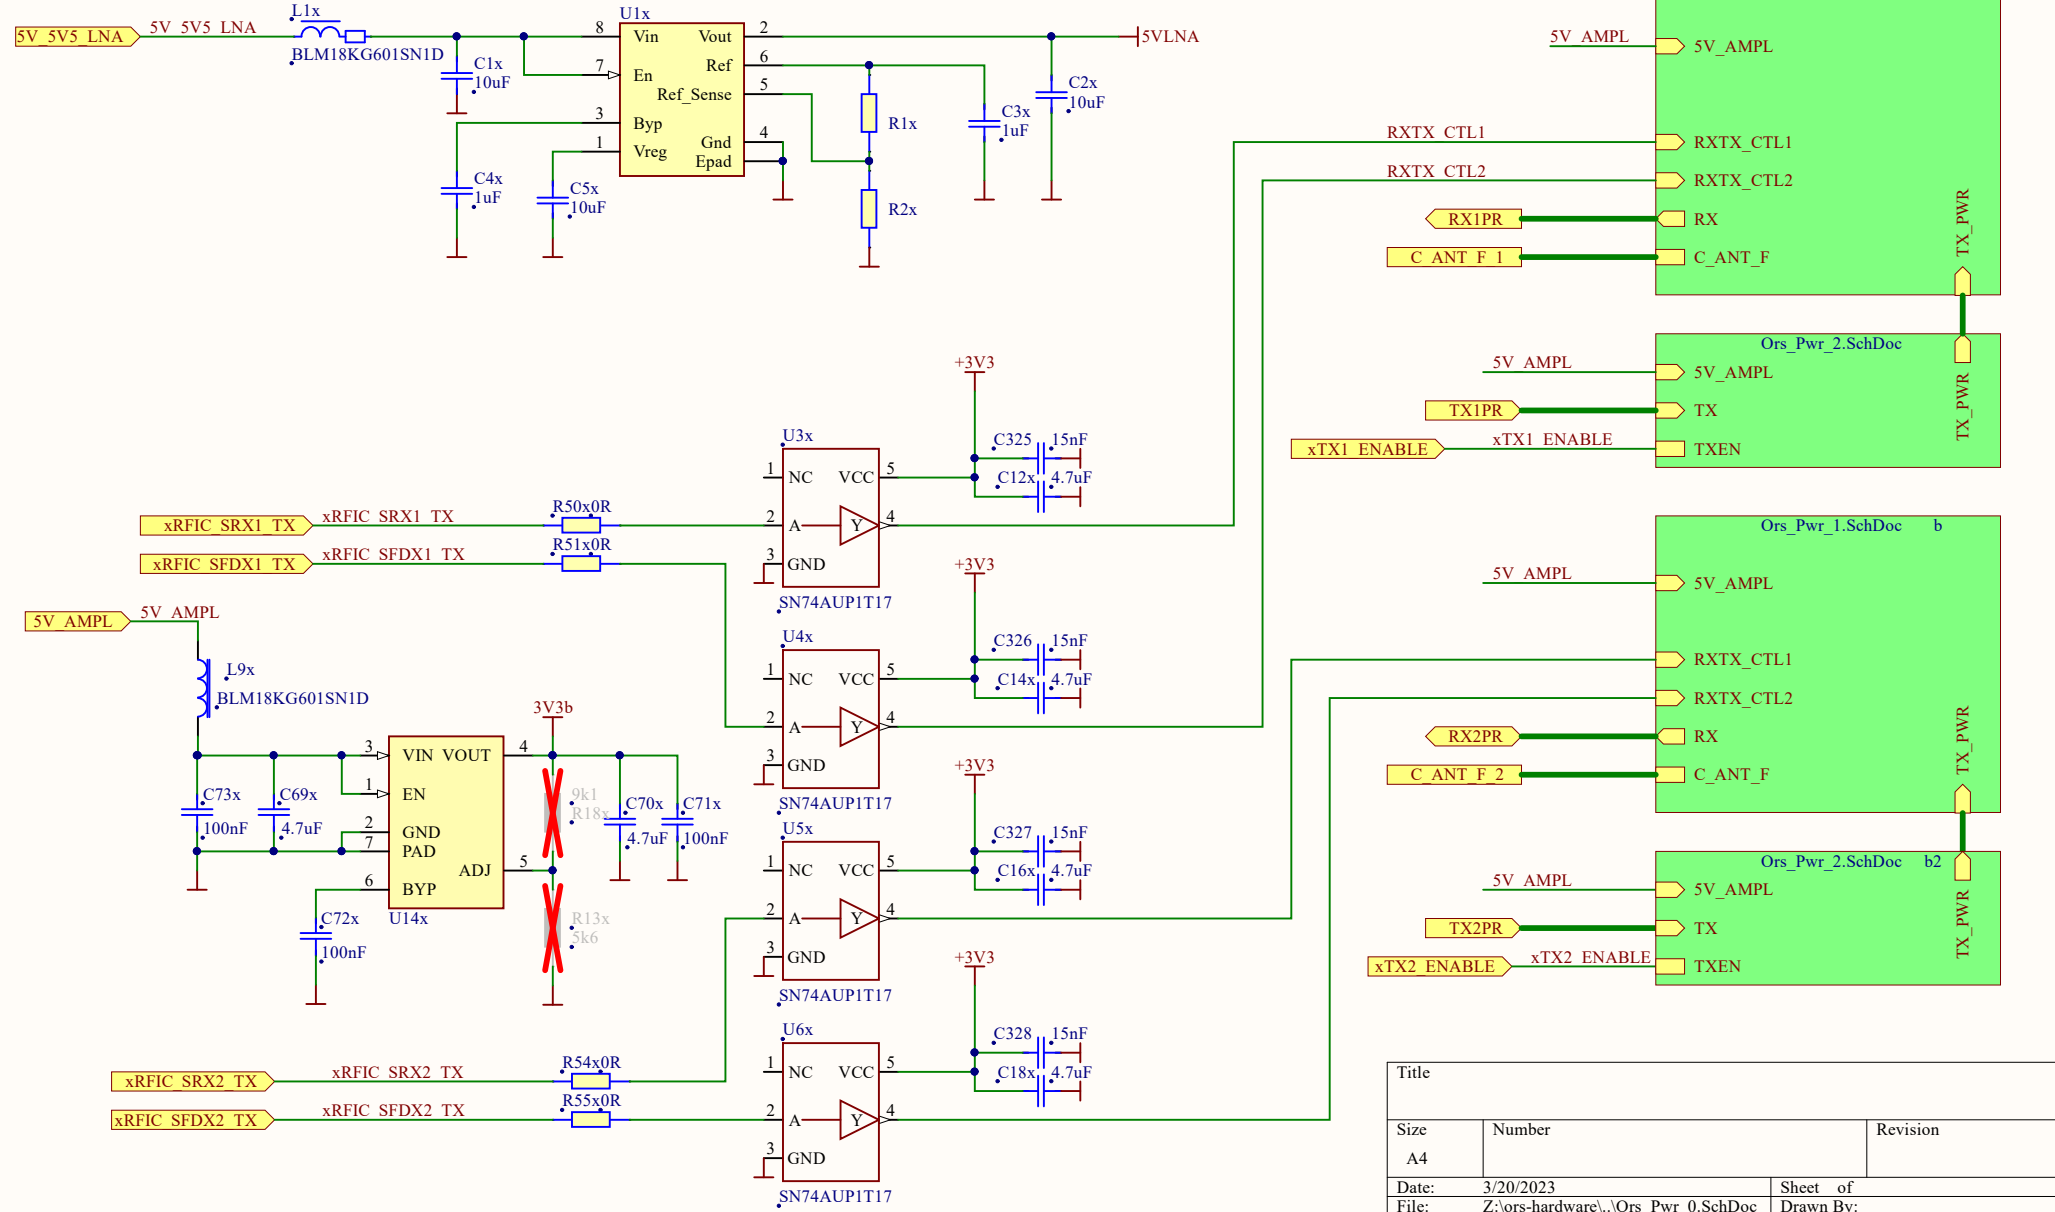 5V_5V5_LNA
5V_5V5_LNA
L1x
BLM18KG601SN1D
C1x
10uF
C4x
1uF
C5x
10uF
U1x
8 Vin
7 En
3 Byp
1 Vreg
Vout 2
Ref 6
Ref_Sense 5
Gnd 4
Epad
R1x
R2x
C3x
1uF
C2x
10uF
5VLNA
5V_AMPL
5V_AMPL
RXTX_CTL1
RXTX_CTL1
RXTX_CTL2
RXTX_CTL2
RX1PR
RX
C_ANT_F_1
C_ANT_F
TX_PWR
Ors_Pwr_2.SchDoc
5V_AMPL
5V_AMPL
TX1PR
TX
xTX1_ENABLE
xTX1_ENABLE
TXEN
TX_PWR
+3V3
U3x
1 NC VCC 5
2 A Y 4
3 GND
SN74AUP1T17
C325 15nF
C12x 4.7uF
xRFIC_SRX1_TX
xRFIC_SRX1_TX
R50x0R
xRFIC_SFDX1_TX
xRFIC_SFDX1_TX
R51x0R
+3V3
U4x
1 NC VCC 5
2 A Y 4
3 GND
SN74AUP1T17
C326 15nF
C14x 4.7uF
Ors_Pwr_1.SchDoc b
5V_AMPL
5V_AMPL
RXTX_CTL1
RXTX_CTL2
RX2PR
RX
C_ANT_F_2
C_ANT_F
TX_PWR
Ors_Pwr_2.SchDoc b2
5V_AMPL
5V_AMPL
TX2PR
TX
xTX2_ENABLE
xTX2_ENABLE
TXEN
TX_PWR
5V_AMPL
5V_AMPL
L9x
BLM18KG601SN1D
C73x
100nF
C69x
4.7uF
3 VIN VOUT 4
1 EN
2 GND
7 PAD
ADJ 5
6 BYP
U14x
C72x
100nF
3V3b
9k1
R18x
R13x
5k6
C70x
4.7uF
C71x
100nF
+3V3
U5x
1 NC VCC 5
2 A Y 4
3 GND
SN74AUP1T17
C327 15nF
C16x 4.7uF
+3V3
U6x
1 NC VCC 5
2 A Y 4
3 GND
SN74AUP1T17
C328 15nF
C18x 4.7uF
xRFIC_SRX2_TX
xRFIC_SRX2_TX
R54x0R
xRFIC_SFDX2_TX
xRFIC_SFDX2_TX
R55x0R
Title
Size
A4
Number
Revision
Date: 3/20/2023 Sheet of
File: Z:\ors-hardware\..\Ors_Pwr_0.SchDoc Drawn By: